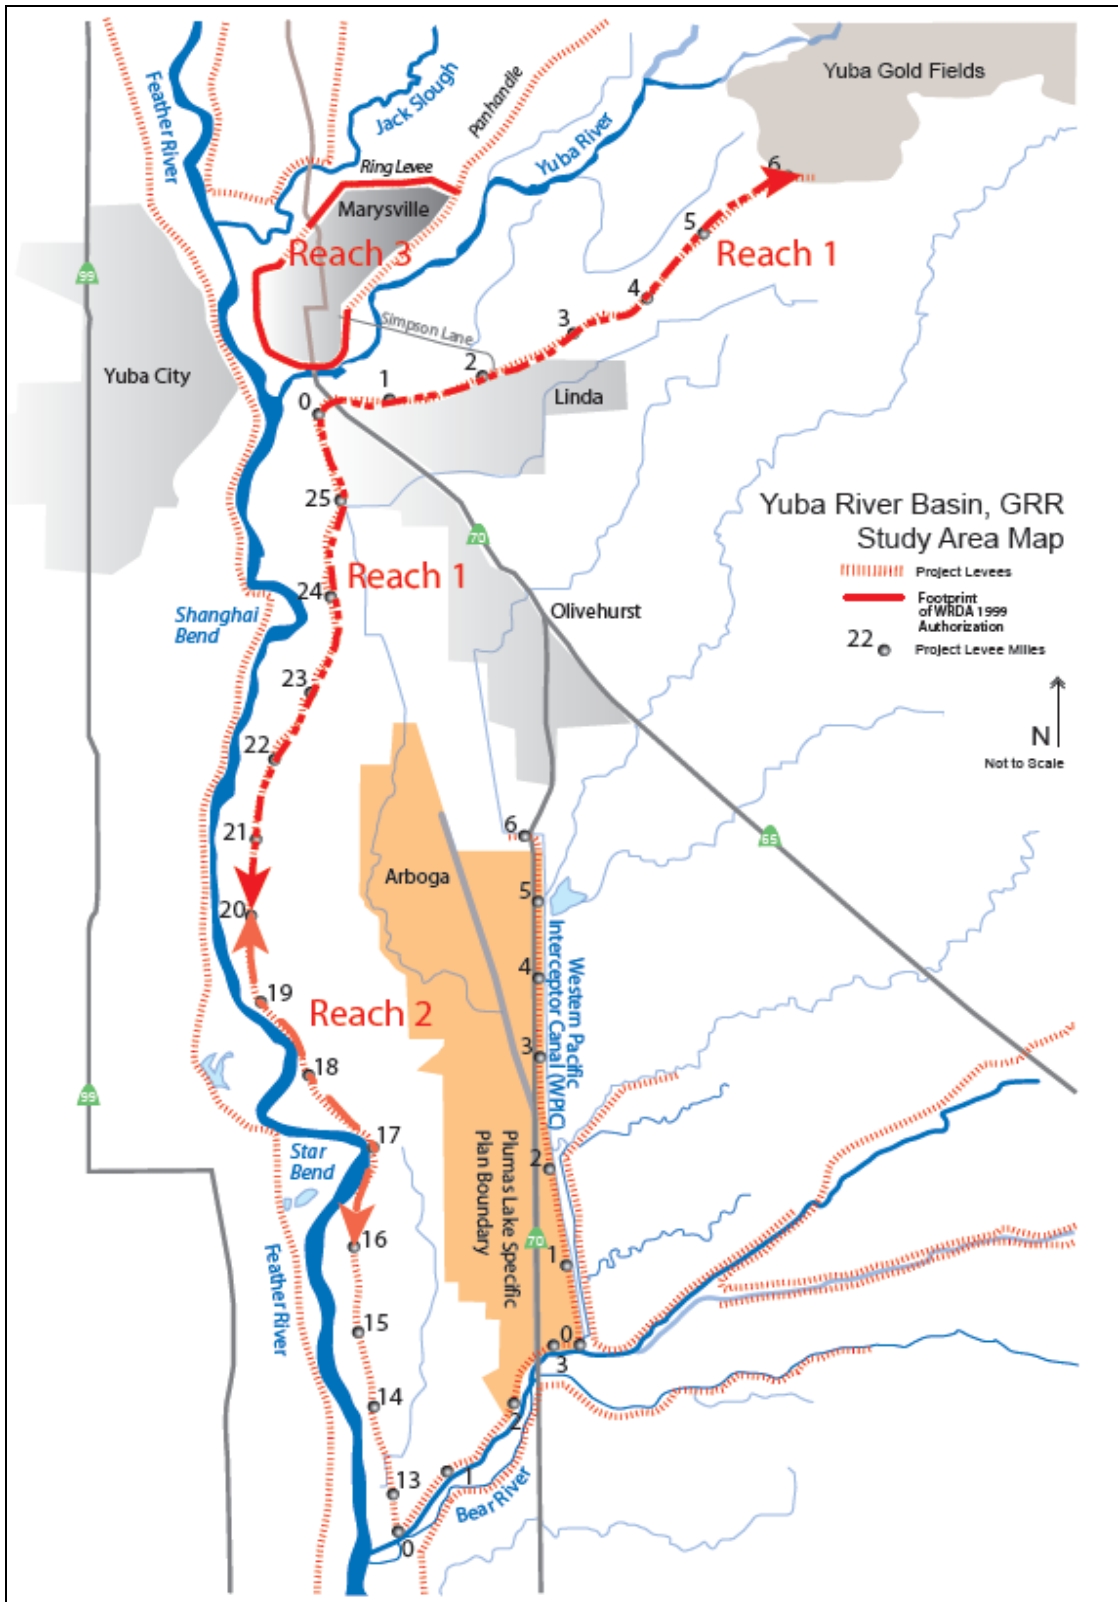 Yuba Gold Fields
Feather River
Jack Slough
Panhandle
Yuba River
Ring Levee
Marysville
6
5
Reach 1
Reach 3
99
4
3
Simpson Lane
2
Yuba City
1
Linda
0
25
Yuba River Basin, GRR
Study Area Map
70
Project Levees
Reach 1
24
Footprint
of WRDA 1999
Authorization
Shanghai
Bend
Olivehurst
22
Project Levee Miles
23
N
22
Not to Scale
21
6
65
Arboga
5
20
Western Pacific
Interceptor Canal (WPIC)
4
19
Reach 2
3
18
99
17
Star
Bend
Plumas Lake Specific
Plan Boundary
2
16
70
1
Feather River
15
0
3
14
2
13
1
Bear River
0